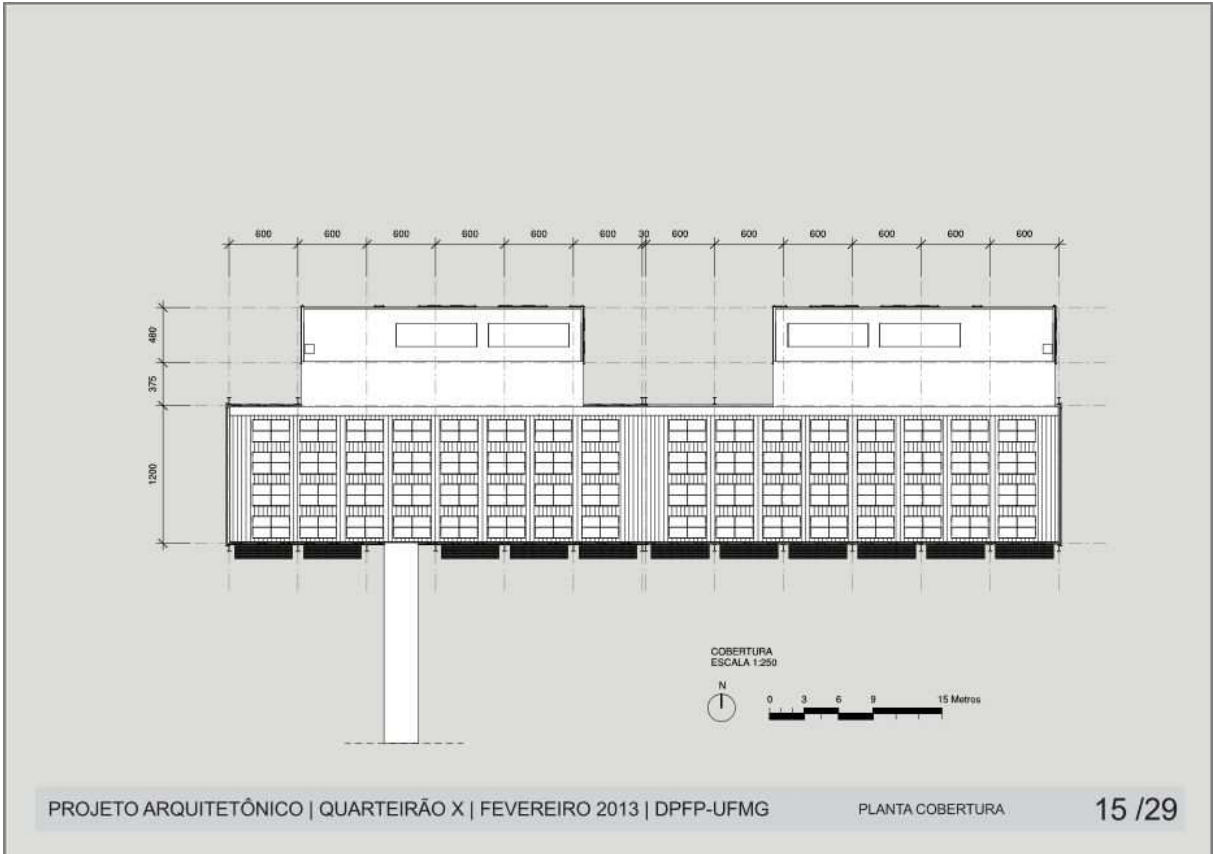 600 600 600 600 600 600 30 600 600 600 600 600 600
480
375
1200
COBERTURA
ESCALA 1:250
N
0 3 6 9 15 Metros
PROJETO ARQUITETÔNICO | QUARTEIRÃO X | FEVEREIRO 2013 | DPFP-UFMG PLANTA COBERTURA 15 /29